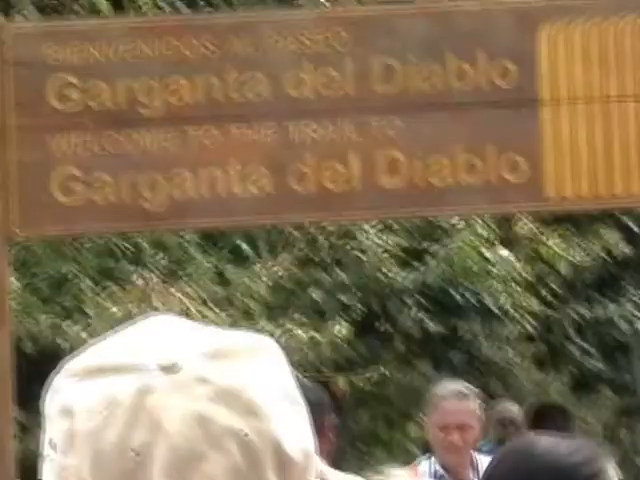 BIENVENIDOS AL PASEO
Garganta del Diablo
WELCOME TO THE TRAIL TO
Garganta del Diablo